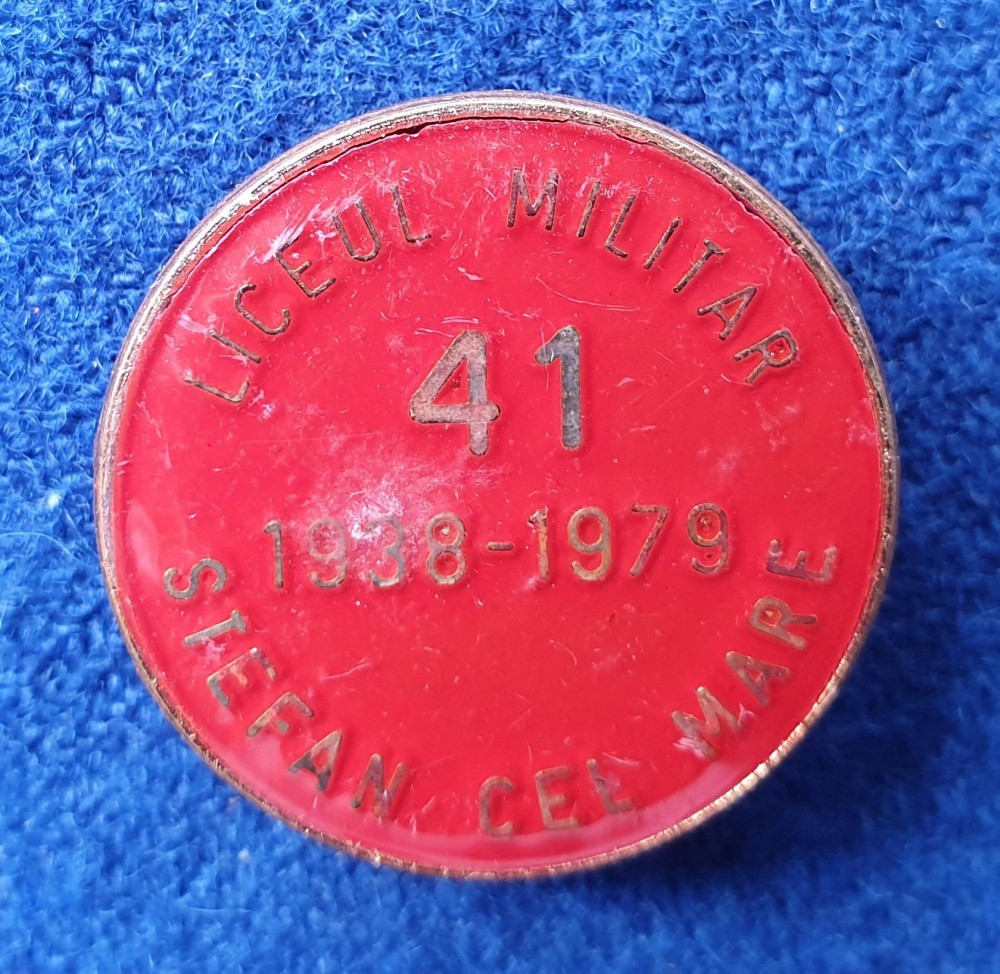 LICEUL MILITAR
41
1938-1979
STEFAN CEL MARE